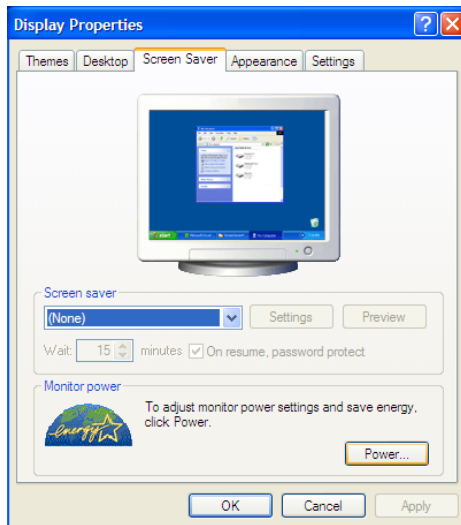 Display Properties
Themes Desktop Screen Saver Appearance Settings
start
Screen saver
(None) Settings Preview
Wait: 15 minutes On resume, password protect
Monitor power
To adjust monitor power settings and save energy,
click Power.
energy
Power...
OK Cancel Apply